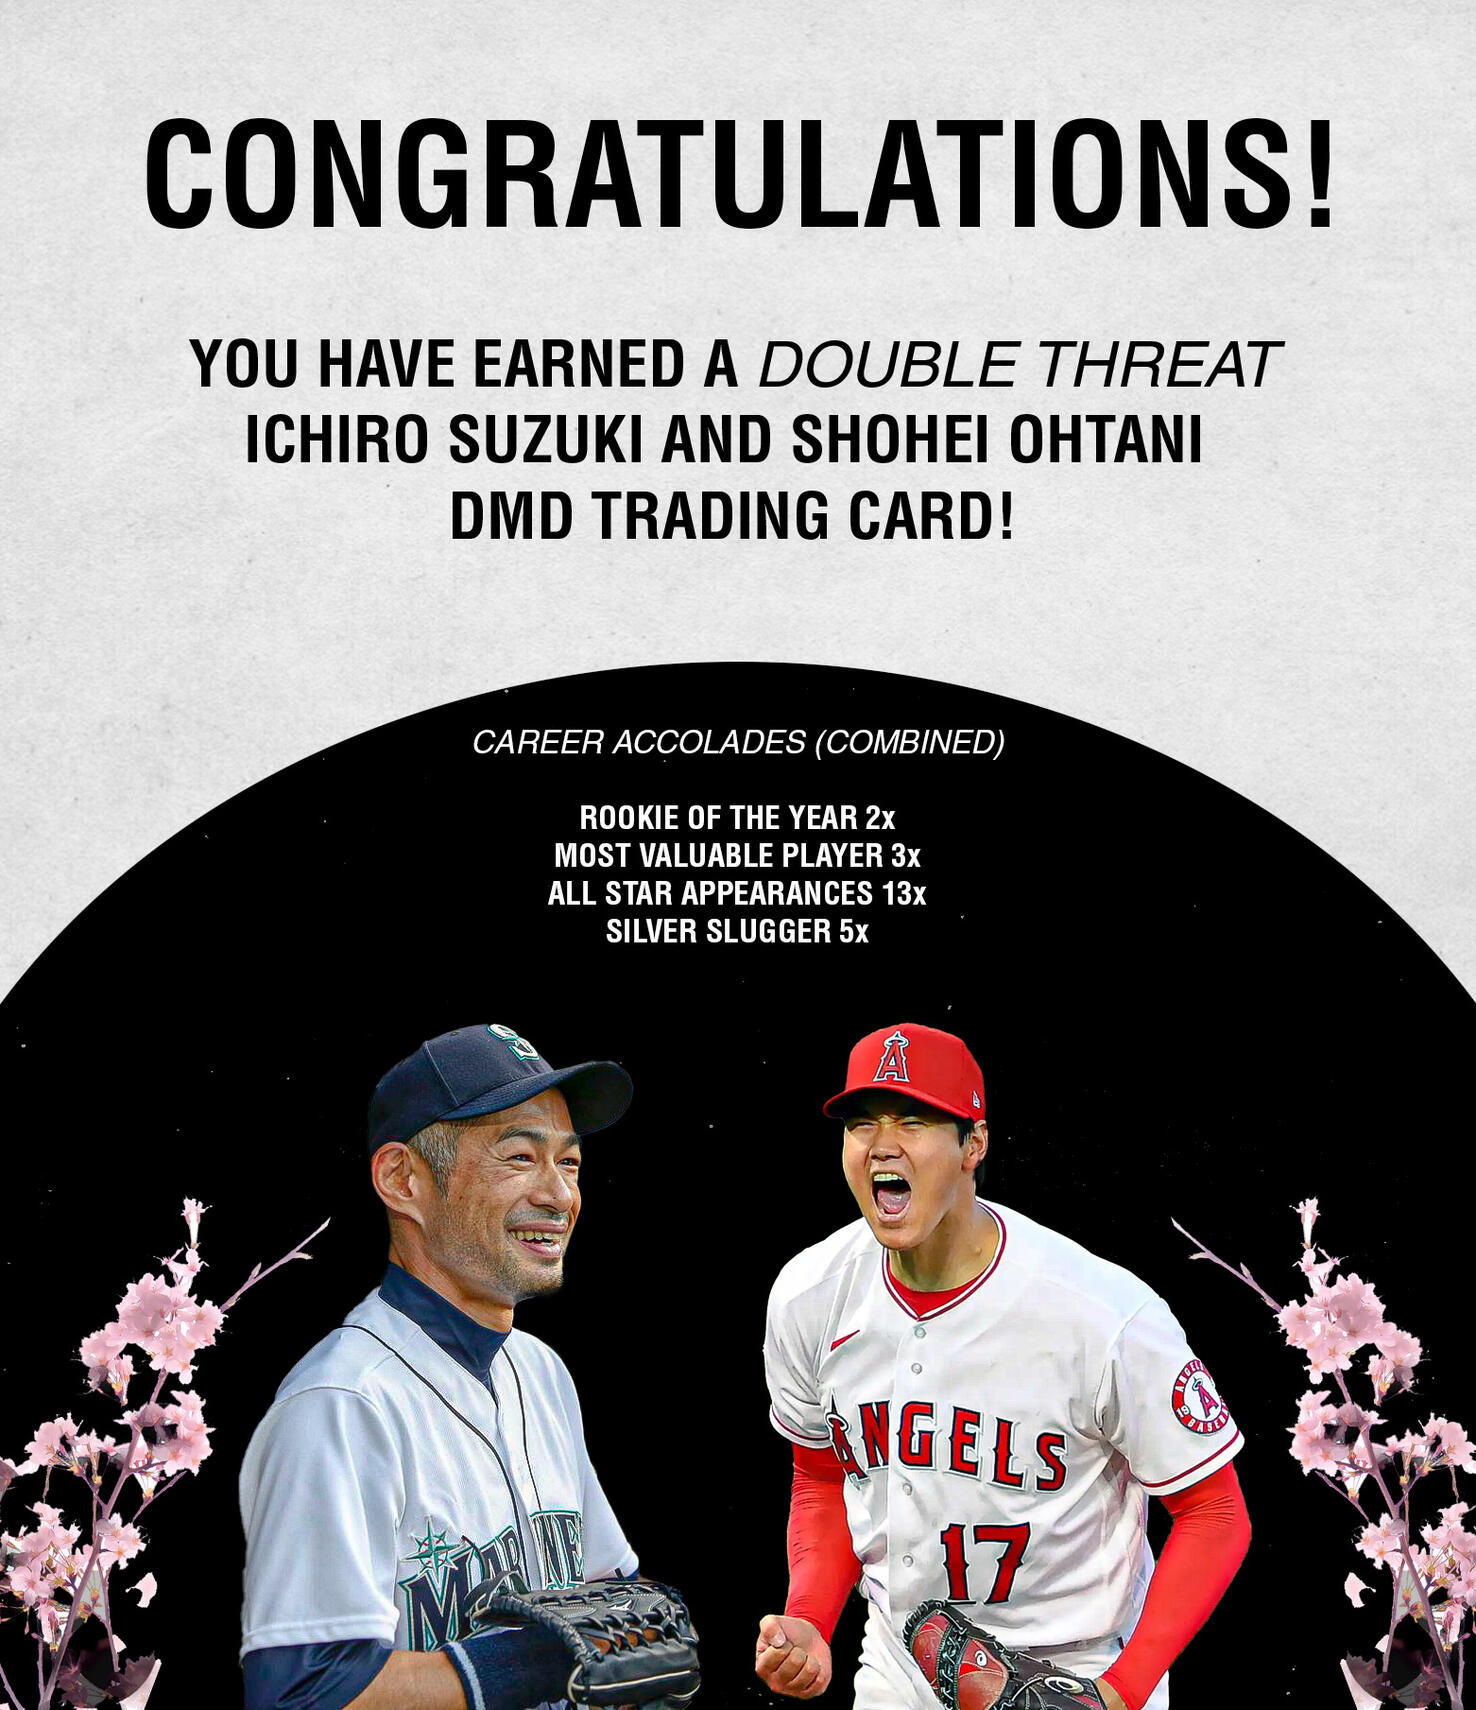 CONGRATULATIONS!
YOU HAVE EARNED A DOUBLE THREAT
ICHIRO SUZUKI AND SHOHEI OHTANI
DMD TRADING CARD!
CAREER ACCOLADES (COMBINED)
ROOKIE OF THE YEAR 2x
MOST VALUABLE PLAYER 3x
ALL STAR APPEARANCES 13x
SILVER SLUGGER 5x
S
A
ANGELS
17